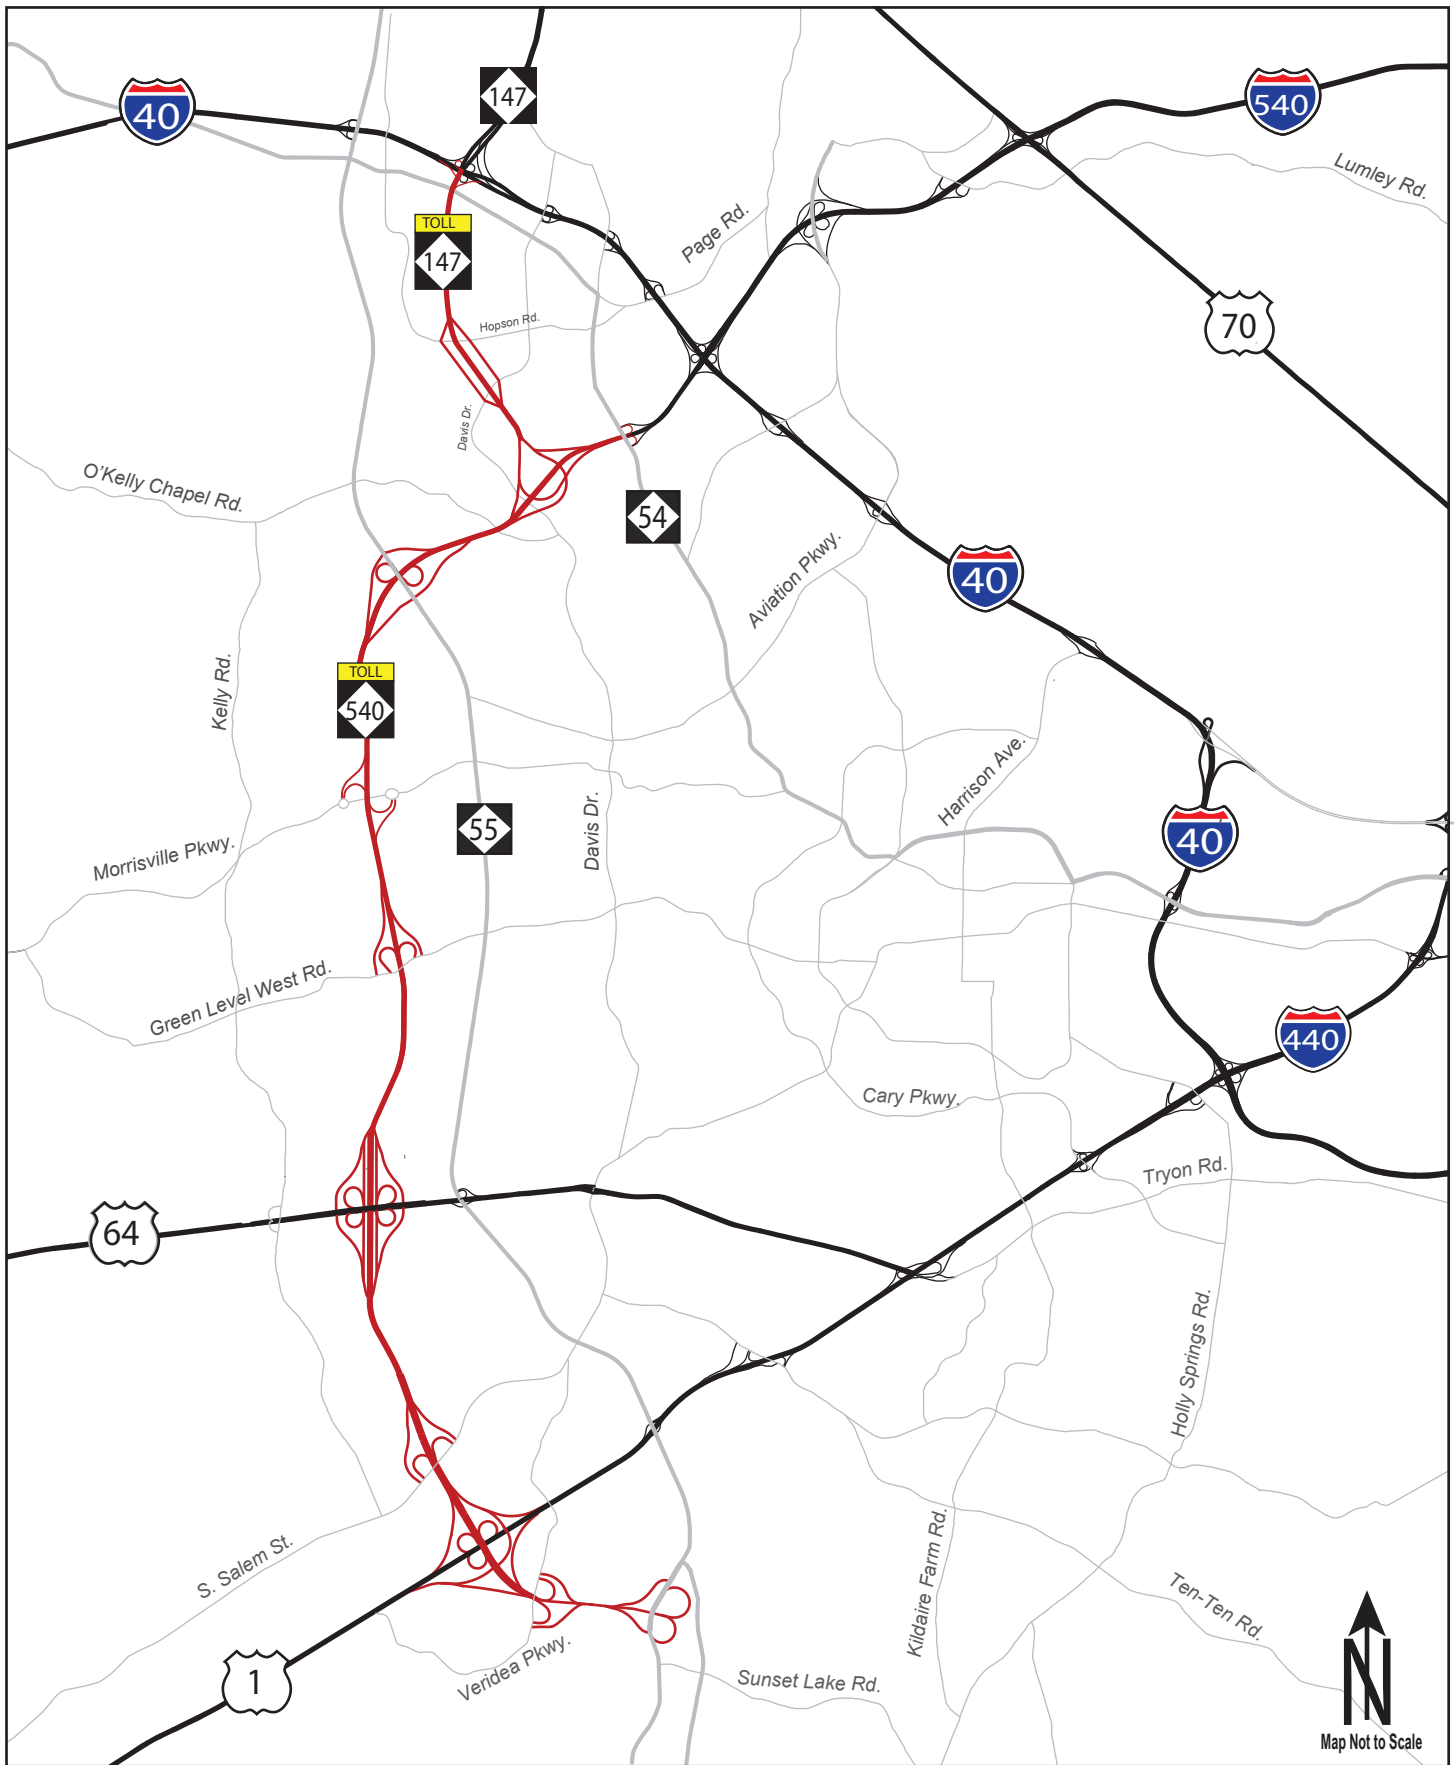 147
540
40
Lumley Rd.
TOLL
147
Page Rd.
Hopson Rd.
70
Davis Dr.
O'Kelly Chapel Rd.
54
Aviation Pkwy.
40
Kelly Rd.
TOLL
540
Harrison Ave.
Davis Dr.
55
40
Morrisville Pkwy.
Green Level West Rd.
440
Cary Pkwy.
Tryon Rd.
64
Holly Springs Rd.
S. Salem St.
Kildaire Farm Rd.
Ten-Ten Rd.
Veridea Pkwy.
1
Sunset Lake Rd.
N
Map Not to Scale